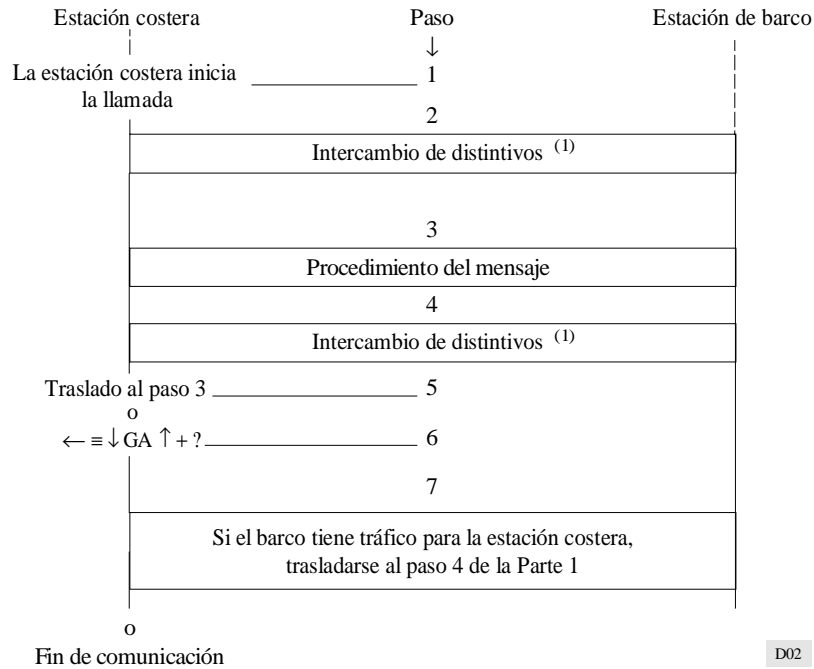 Estación costera Paso Estación de barco
↓
La estación costera inicia la llamada 1
2
Intercambio de distintivos (1)
3
Procedimiento del mensaje
4
Intercambio de distintivos (1)
Traslado al paso 3 5
o
← ≡ ↓ GA ↑ + ? 6
7
Si el barco tiene tráfico para la estación costera,
trasladarse al paso 4 de la Parte 1
o
Fin de comunicación
D02